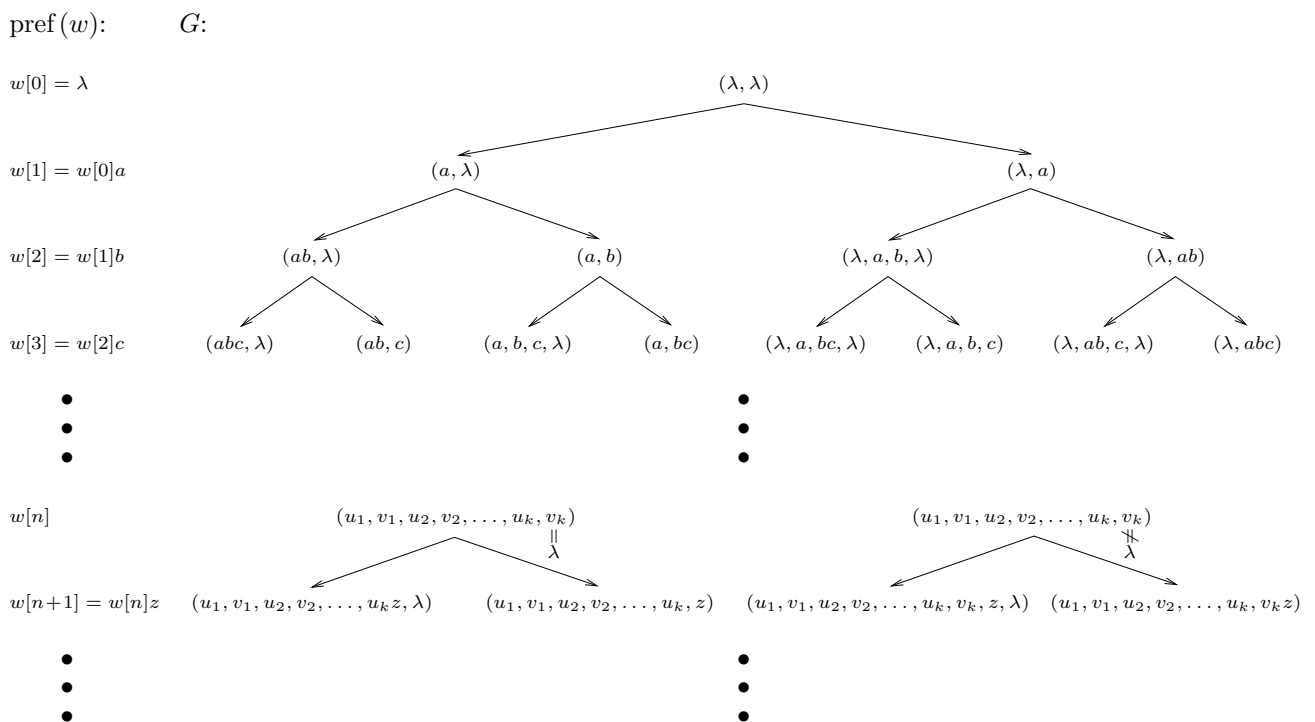 pref (w): G:
w[0] = λ (λ, λ)
w[1] = w[0]a (a, λ) (λ, a)
w[2] = w[1]b (ab, λ) (a, b) (λ, a, b, λ) (λ, ab)
w[3] = w[2]c (abc, λ) (ab, c) (a, b, c, λ) (a, bc) (λ, a, bc, λ) (λ, a, b, c) (λ, ab, c, λ) (λ, abc)
w[n] (u₁, v₁, u₂, v₂, . . . , uₖ, vₖ) (u₁, v₁, u₂, v₂, . . . , uₖ, vₖ)
= ≠
λ λ
w[n+1] = w[n]z (u₁, v₁, u₂, v₂, . . . , uₖz, λ) (u₁, v₁, u₂, v₂, . . . , uₖ, z) (u₁, v₁, u₂, v₂, . . . , uₖ, vₖ, z, λ) (u₁, v₁, u₂, v₂, . . . , uₖ, vₖz)